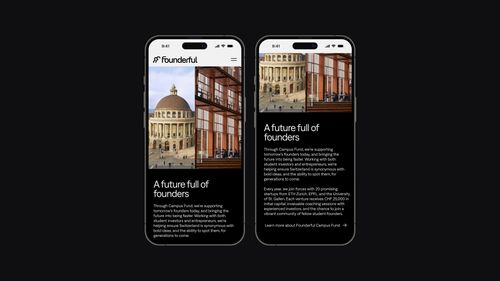 9:41
Founderful
A future full of
founders
Through Campus Fund, we're supporting
tomorrow's founders today, and bringing the
future into being faster. Working with both
student investors and entrepreneurs, we're
helping ensure Switzerland is synonymous with
bold ideas, and the ability to spot them, for
generations to come.
9:41
A future full of
founders
Through Campus Fund, we're supporting
tomorrow's founders today, and bringing the
future into being faster. Working with both
student investors and entrepreneurs, we're
helping ensure Switzerland is synonymous with
bold ideas, and the ability to spot them, for
generations to come.
Every year, we join forces with 20 promising
startups from ETH Zürich, EPFL, and the University
of St. Gallen. Each venture receives CHF 25,000 in
initial capital, invaluable coaching sessions with
experienced investors, and the chance to join a
vibrant community of fellow student founders.
Learn more about Founderful Campus Fund →